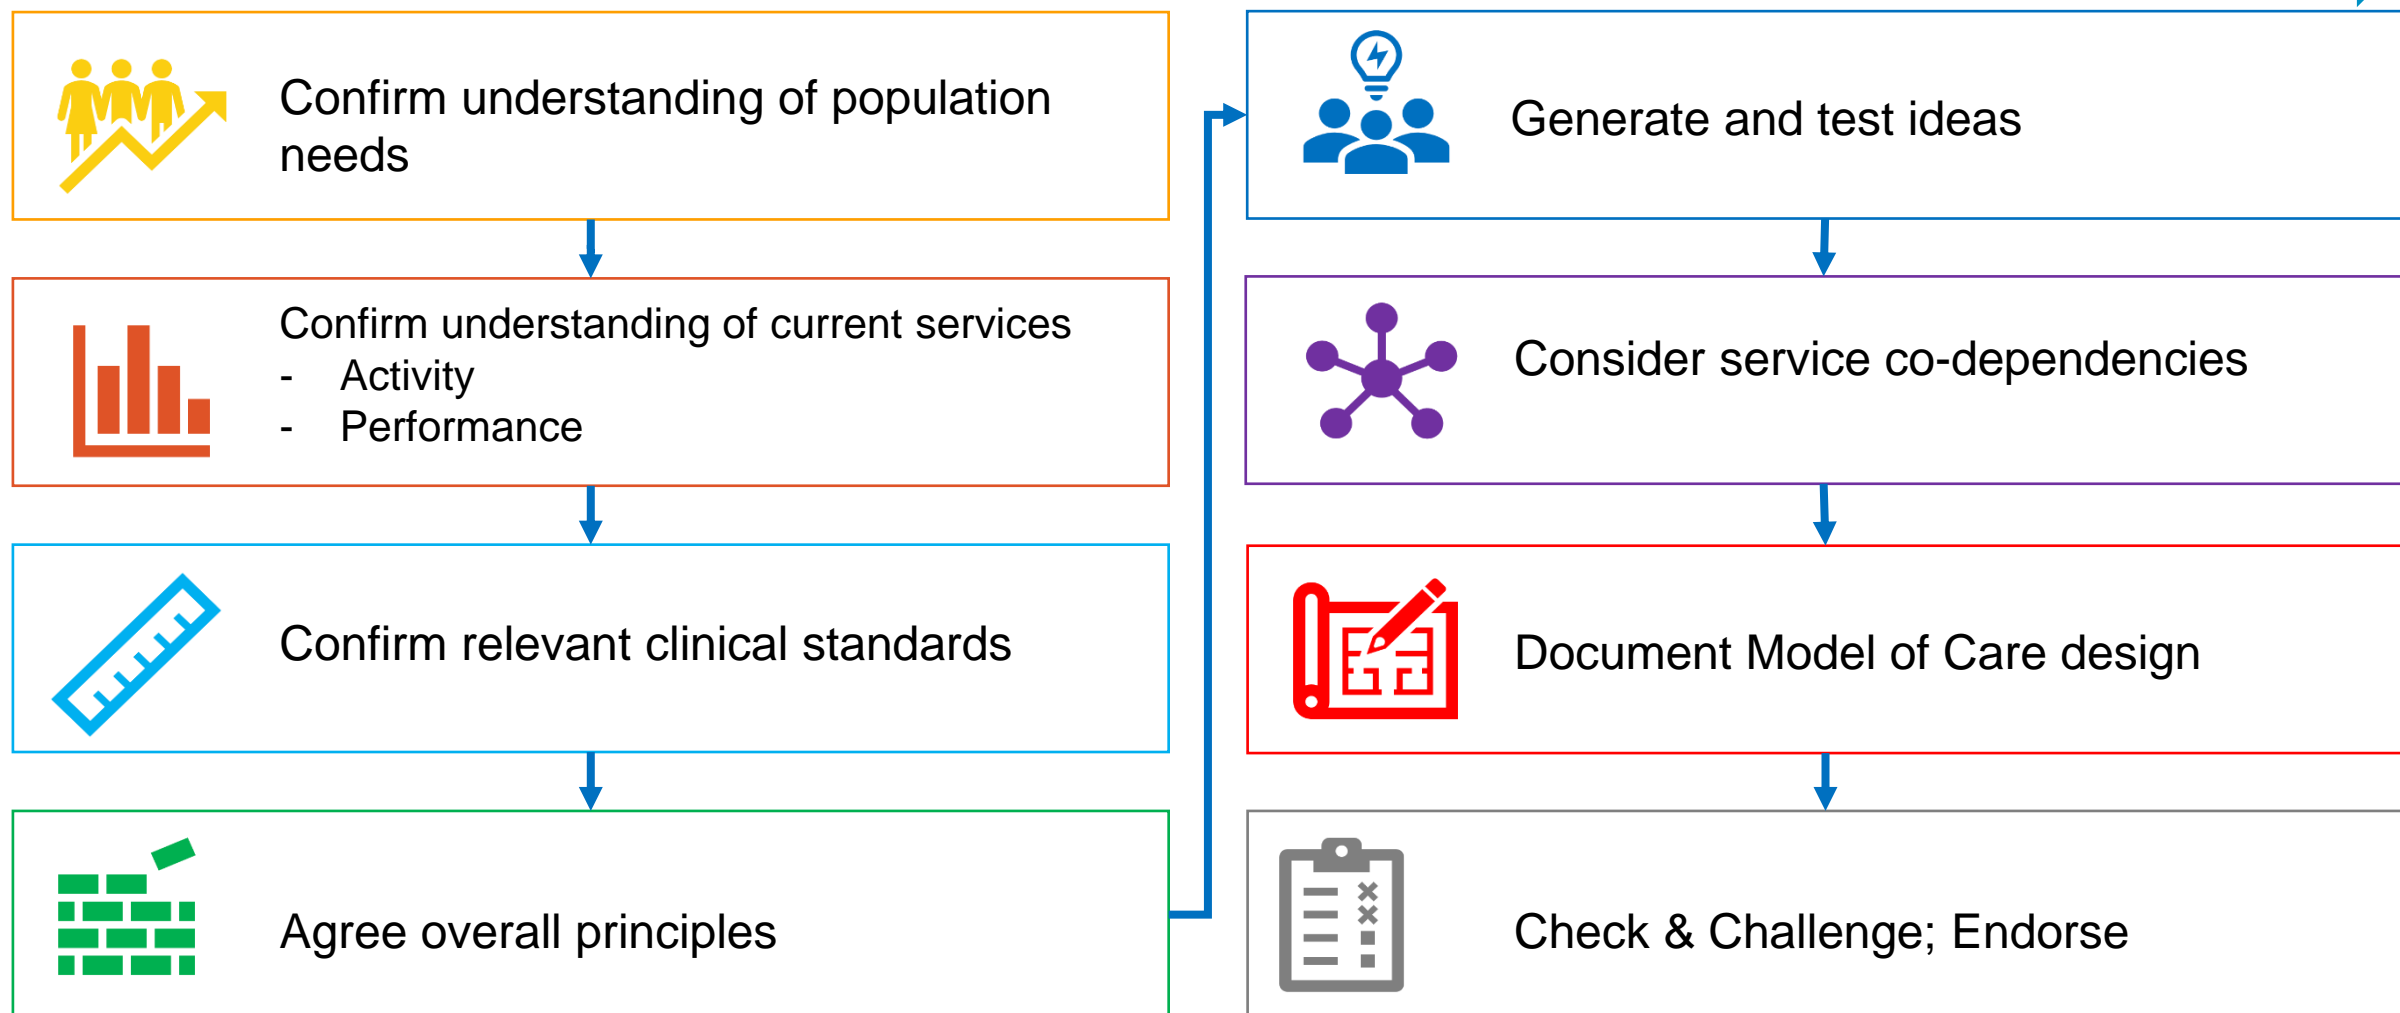 Confirm understanding of population
needs
Confirm understanding of current services
- Activity
- Performance
Confirm relevant clinical standards
Agree overall principles
Generate and test ideas
Consider service co-dependencies
Document Model of Care design
Check & Challenge; Endorse